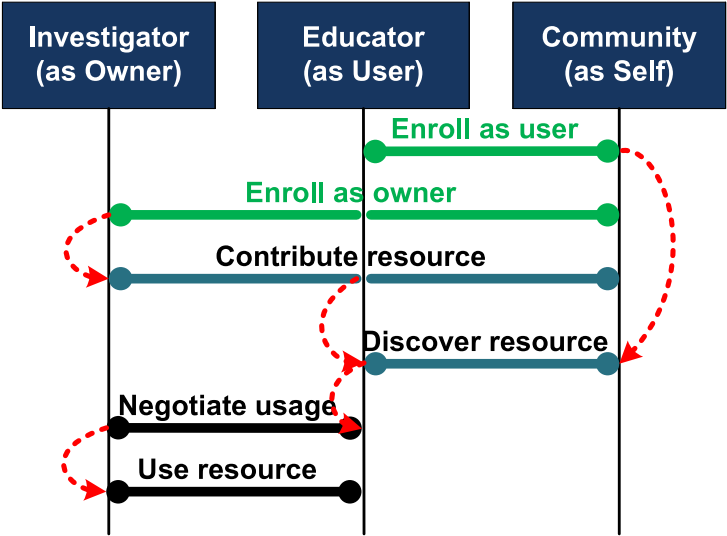 Investigator
(as Owner)
Educator
(as User)
Community
(as Self)
Enroll as user
Enroll as owner
Contribute resource
Discover resource
Negotiate usage
Use resource